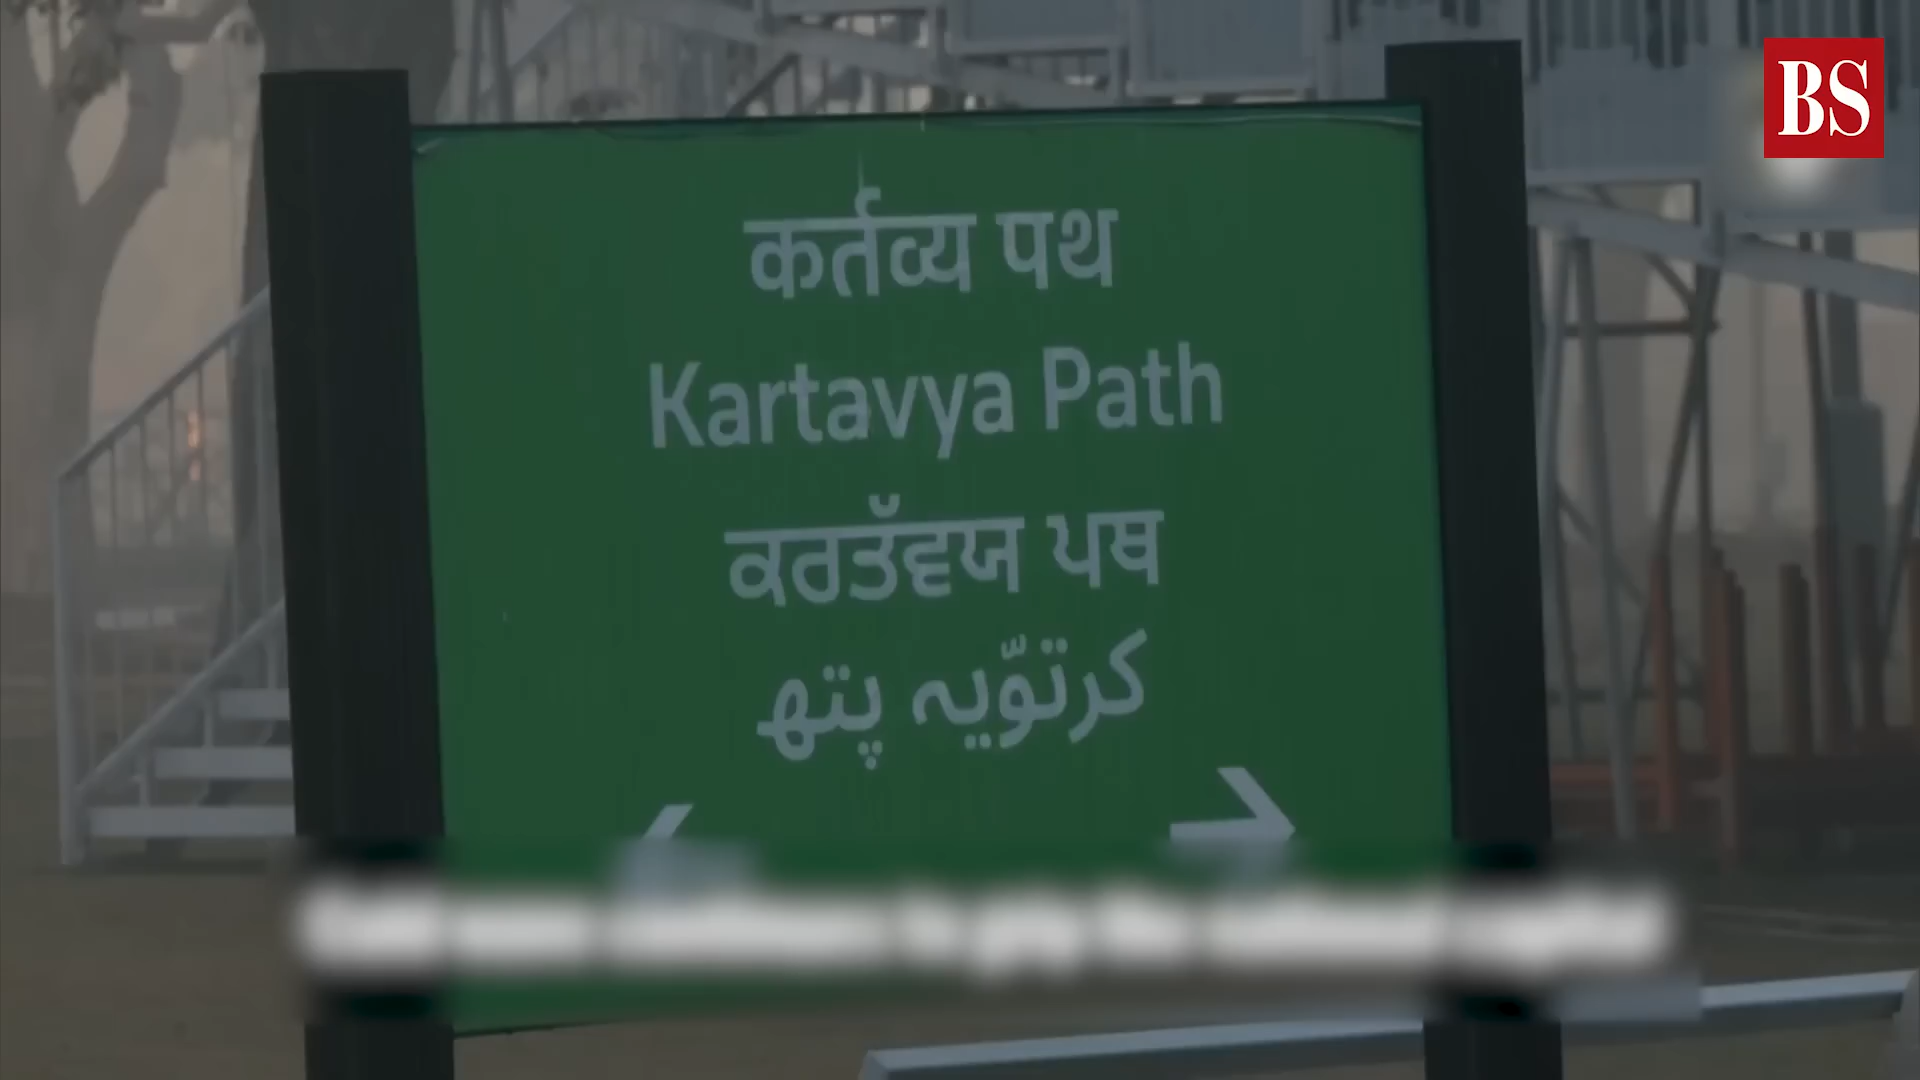 BS
कर्तव्य पथ
Kartavya Path
ਕਰਤੱਵਯ ਪਥ
کرتوّیہ پتھ